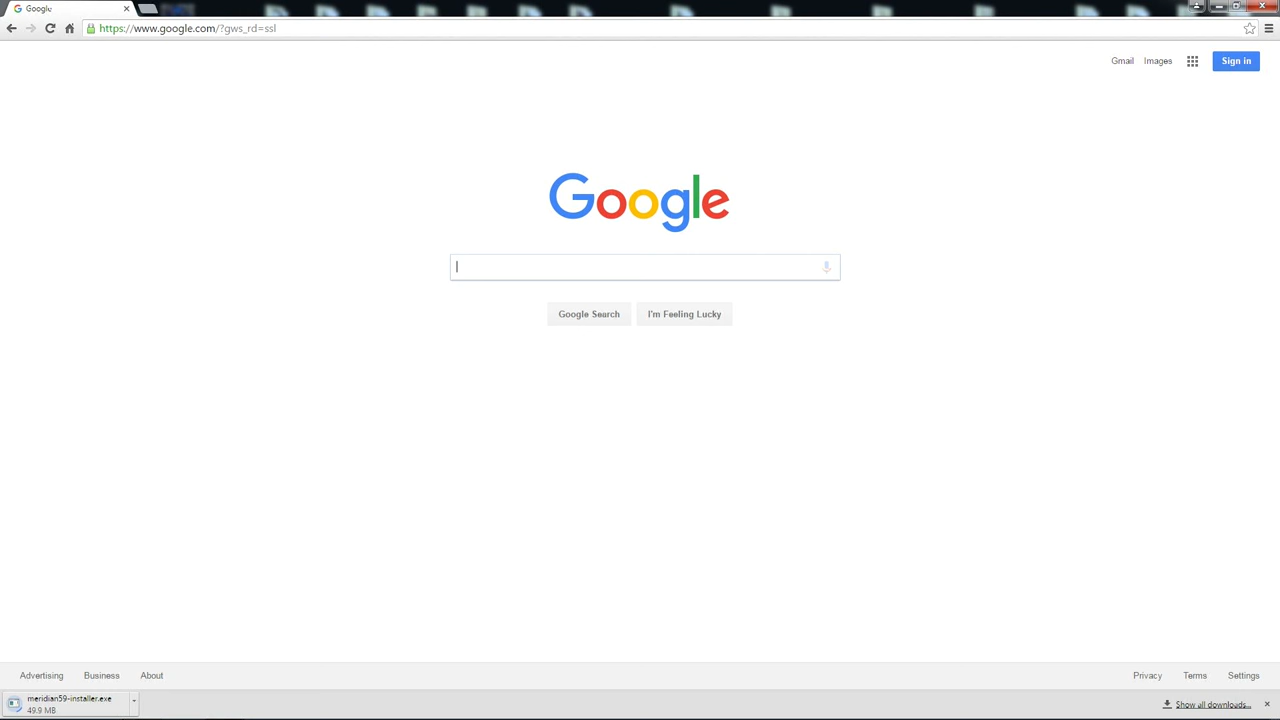 Google
https://www.google.com/?gws_rd=ssl
Gmail Images Sign in
Google
Google Search I'm Feeling Lucky
Advertising Business About Privacy Terms Settings
meridian59-installer.exe
49.9 MB
Show all downloads...